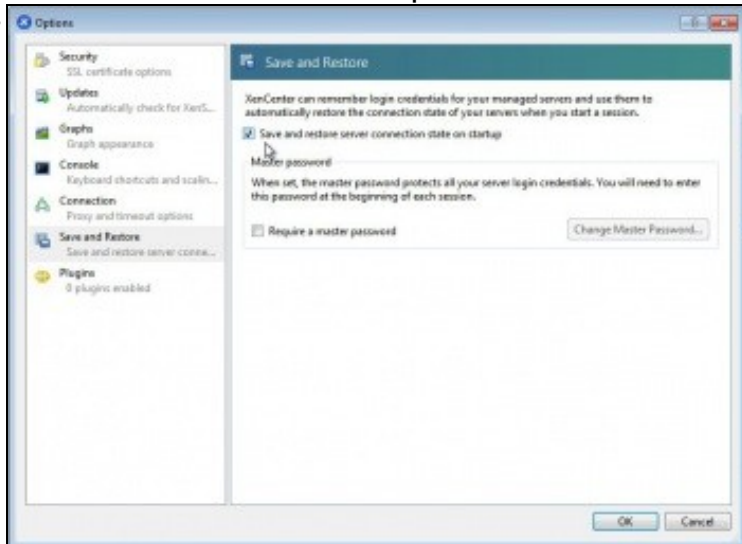 Options
Security
SSL certificate options
Updates
Automatically check for XenS...
Graphs
Graph appearance
Console
Keyboard shortcuts and scalin...
Connection
Proxy and timeout options
Save and Restore
Save and restore server conne...
Plugins
0 plugins enabled
Save and Restore
XenCenter can remember login credentials for your managed servers and use them to
automatically restore the connection state of your servers when you start a session.
Save and restore server connection state on startup
Master password
When set, the master password protects all your server login credentials. You will need to enter
this password at the beginning of each session.
Require a master password
Change Master Password...
OK
Cancel